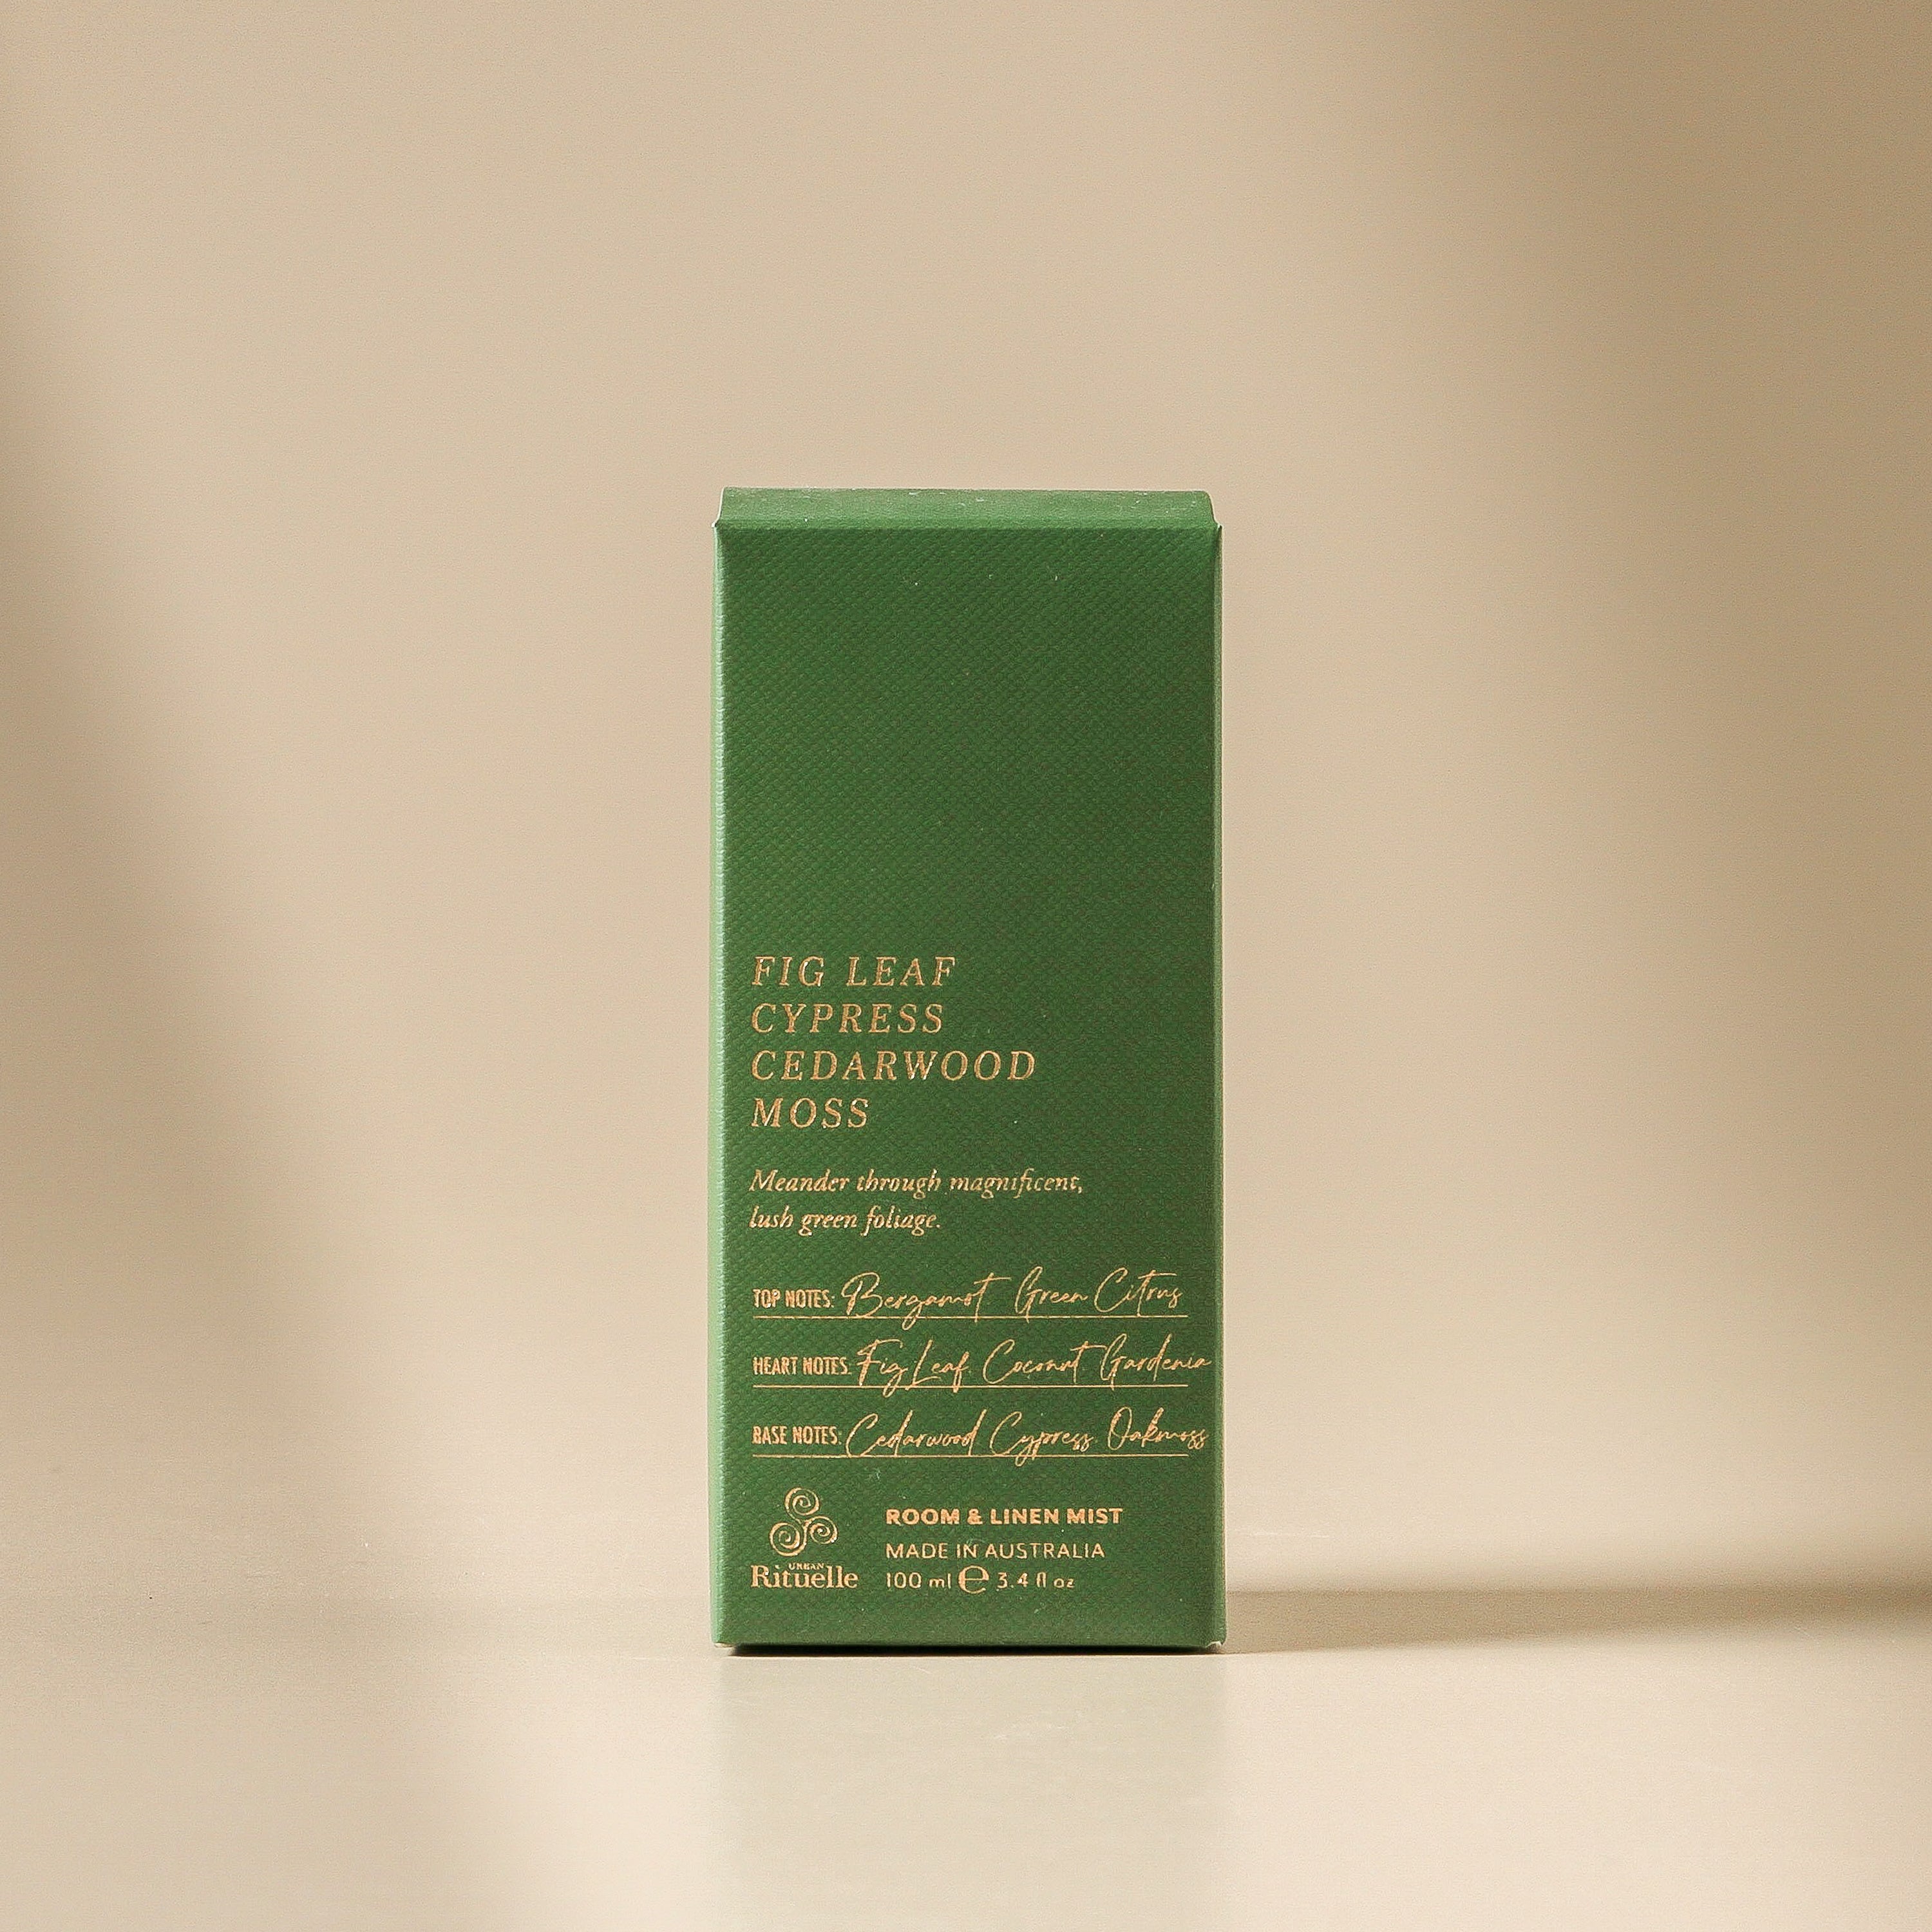 FIG LEAF
CYPRESS
CEDARWOOD
MOSS
Meander through magnificent,
lush green foliage.
TOP NOTES: Bergamot Green Citrus
HEART NOTES: Fig Leaf, Coconut Gardenia
BASE NOTES: Cedarwood Cypress, Oakmoss
URBAN
Rituelle
ROOM & LINEN MIST
MADE IN AUSTRALIA
100 ml ℮ 3.4 fl oz